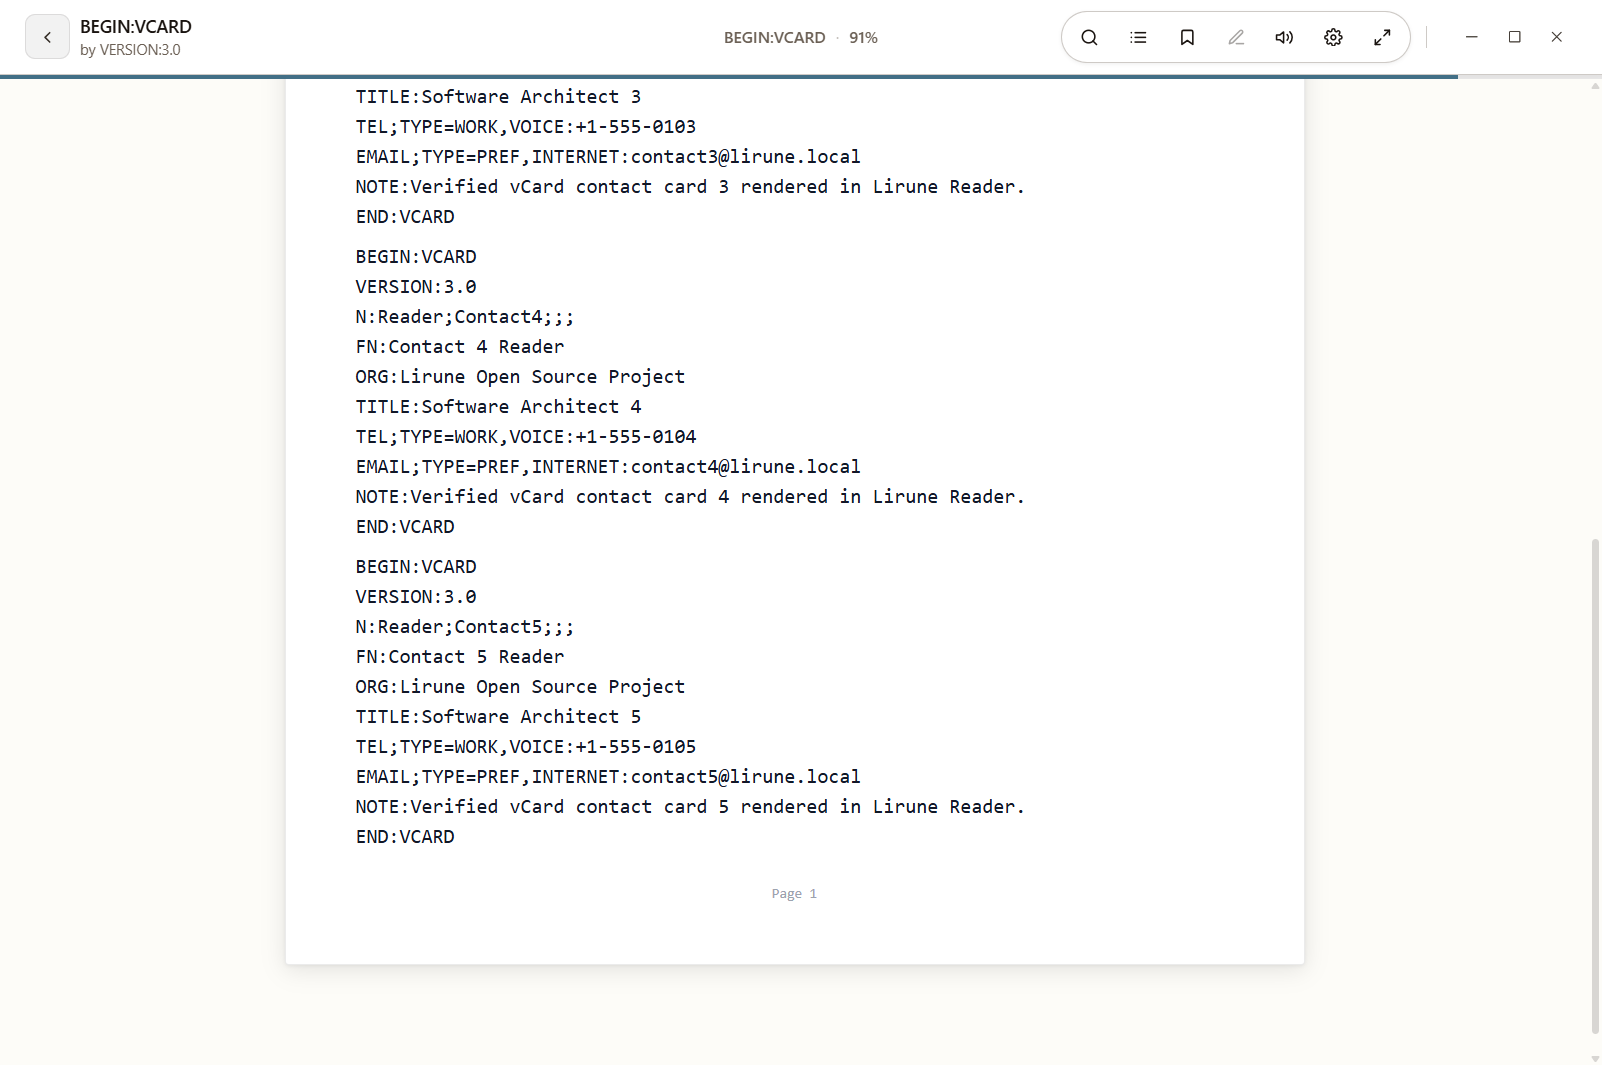 BEGIN:VCARD
by VERSION:3.0
BEGIN:VCARD · 91%
TITLE:Software Architect 3
TEL;TYPE=WORK,VOICE:+1-555-0103
EMAIL;TYPE=PREF,INTERNET:contact3@lirune.local
NOTE:Verified vCard contact card 3 rendered in Lirune Reader.
END:VCARD
BEGIN:VCARD
VERSION:3.0
N:Reader;Contact4;;;
FN:Contact 4 Reader
ORG:Lirune Open Source Project
TITLE:Software Architect 4
TEL;TYPE=WORK,VOICE:+1-555-0104
EMAIL;TYPE=PREF,INTERNET:contact4@lirune.local
NOTE:Verified vCard contact card 4 rendered in Lirune Reader.
END:VCARD
BEGIN:VCARD
VERSION:3.0
N:Reader;Contact5;;;
FN:Contact 5 Reader
ORG:Lirune Open Source Project
TITLE:Software Architect 5
TEL;TYPE=WORK,VOICE:+1-555-0105
EMAIL;TYPE=PREF,INTERNET:contact5@lirune.local
NOTE:Verified vCard contact card 5 rendered in Lirune Reader.
END:VCARD
Page 1